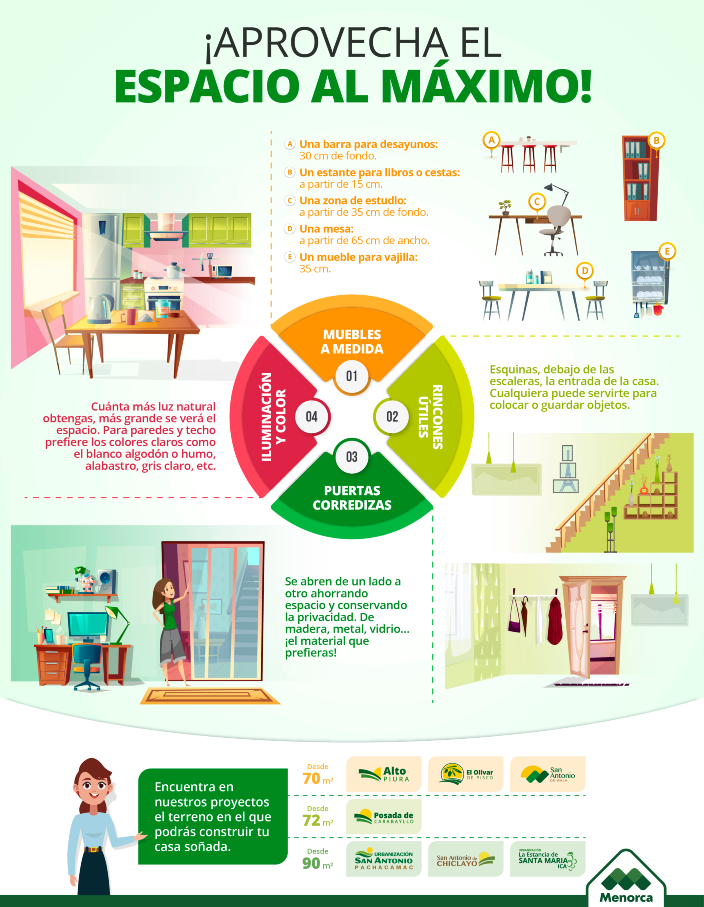 ¡APROVECHA EL
ESPACIO AL MÁXIMO!
A Una barra para desayunos:
30 cm de fondo.
B Un estante para libros o cestas:
a partir de 15 cm.
C Una zona de estudio:
a partir de 35 cm de fondo.
D Una mesa:
a partir de 65 cm de ancho.
E Un mueble para vajilla:
35 cm.
A
B
C
D
E
MUEBLES
A MEDIDA
01
RINCONES
ÚTILES
02
PUERTAS
CORREDIZAS
03
ILUMINACIÓN
Y COLOR
04
Esquinas, debajo de las
escaleras, la entrada de la casa.
Cualquiera puede servirte para
colocar o guardar objetos.
Cuánta más luz natural
obtengas, más grande se verá el
espacio. Para paredes y techo
prefiere los colores claros como
el blanco algodón o humo,
alabastro, gris claro, etc.
Se abren de un lado a
otro ahorrando
espacio y conservando
la privacidad. De
madera, metal, vidrio...
¡el material que
prefieras!
Encuentra en
nuestros proyectos
el terreno en el que
podrás construir tu
casa soñada.
Desde
70 m²
Alto
PIURA
El Olivar
DE PISCO
San
Antonio
Desde
72 m²
Posada de
CARABAYLLO
Desde
90 m²
URBANIZACIÓN
SAN ANTONIO
PACHACAMAC
San Antonio de
CHICLAYO
La Estancia de
SANTA MARIA
ICA
Menorca